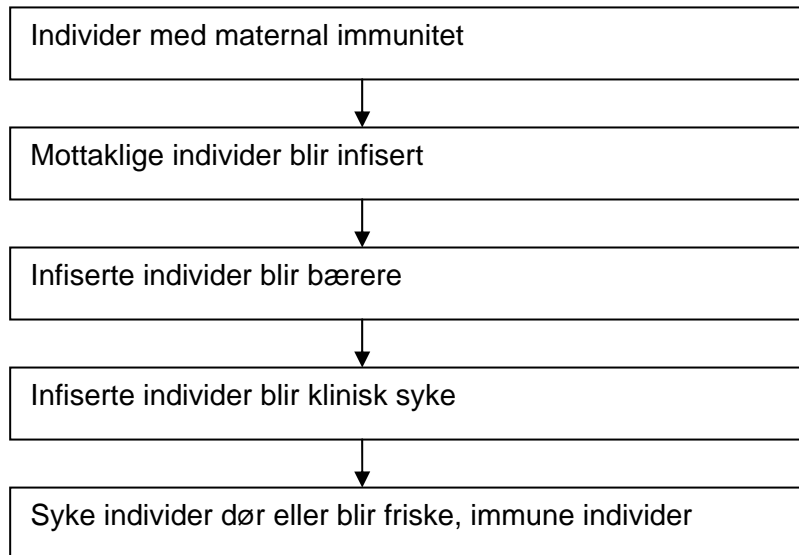 Individer med maternal immunitet
Mottaklige individer blir infisert
Infiserte individer blir bærere
Infiserte individer blir klinisk syke
Syke individer dør eller blir friske, immune individer